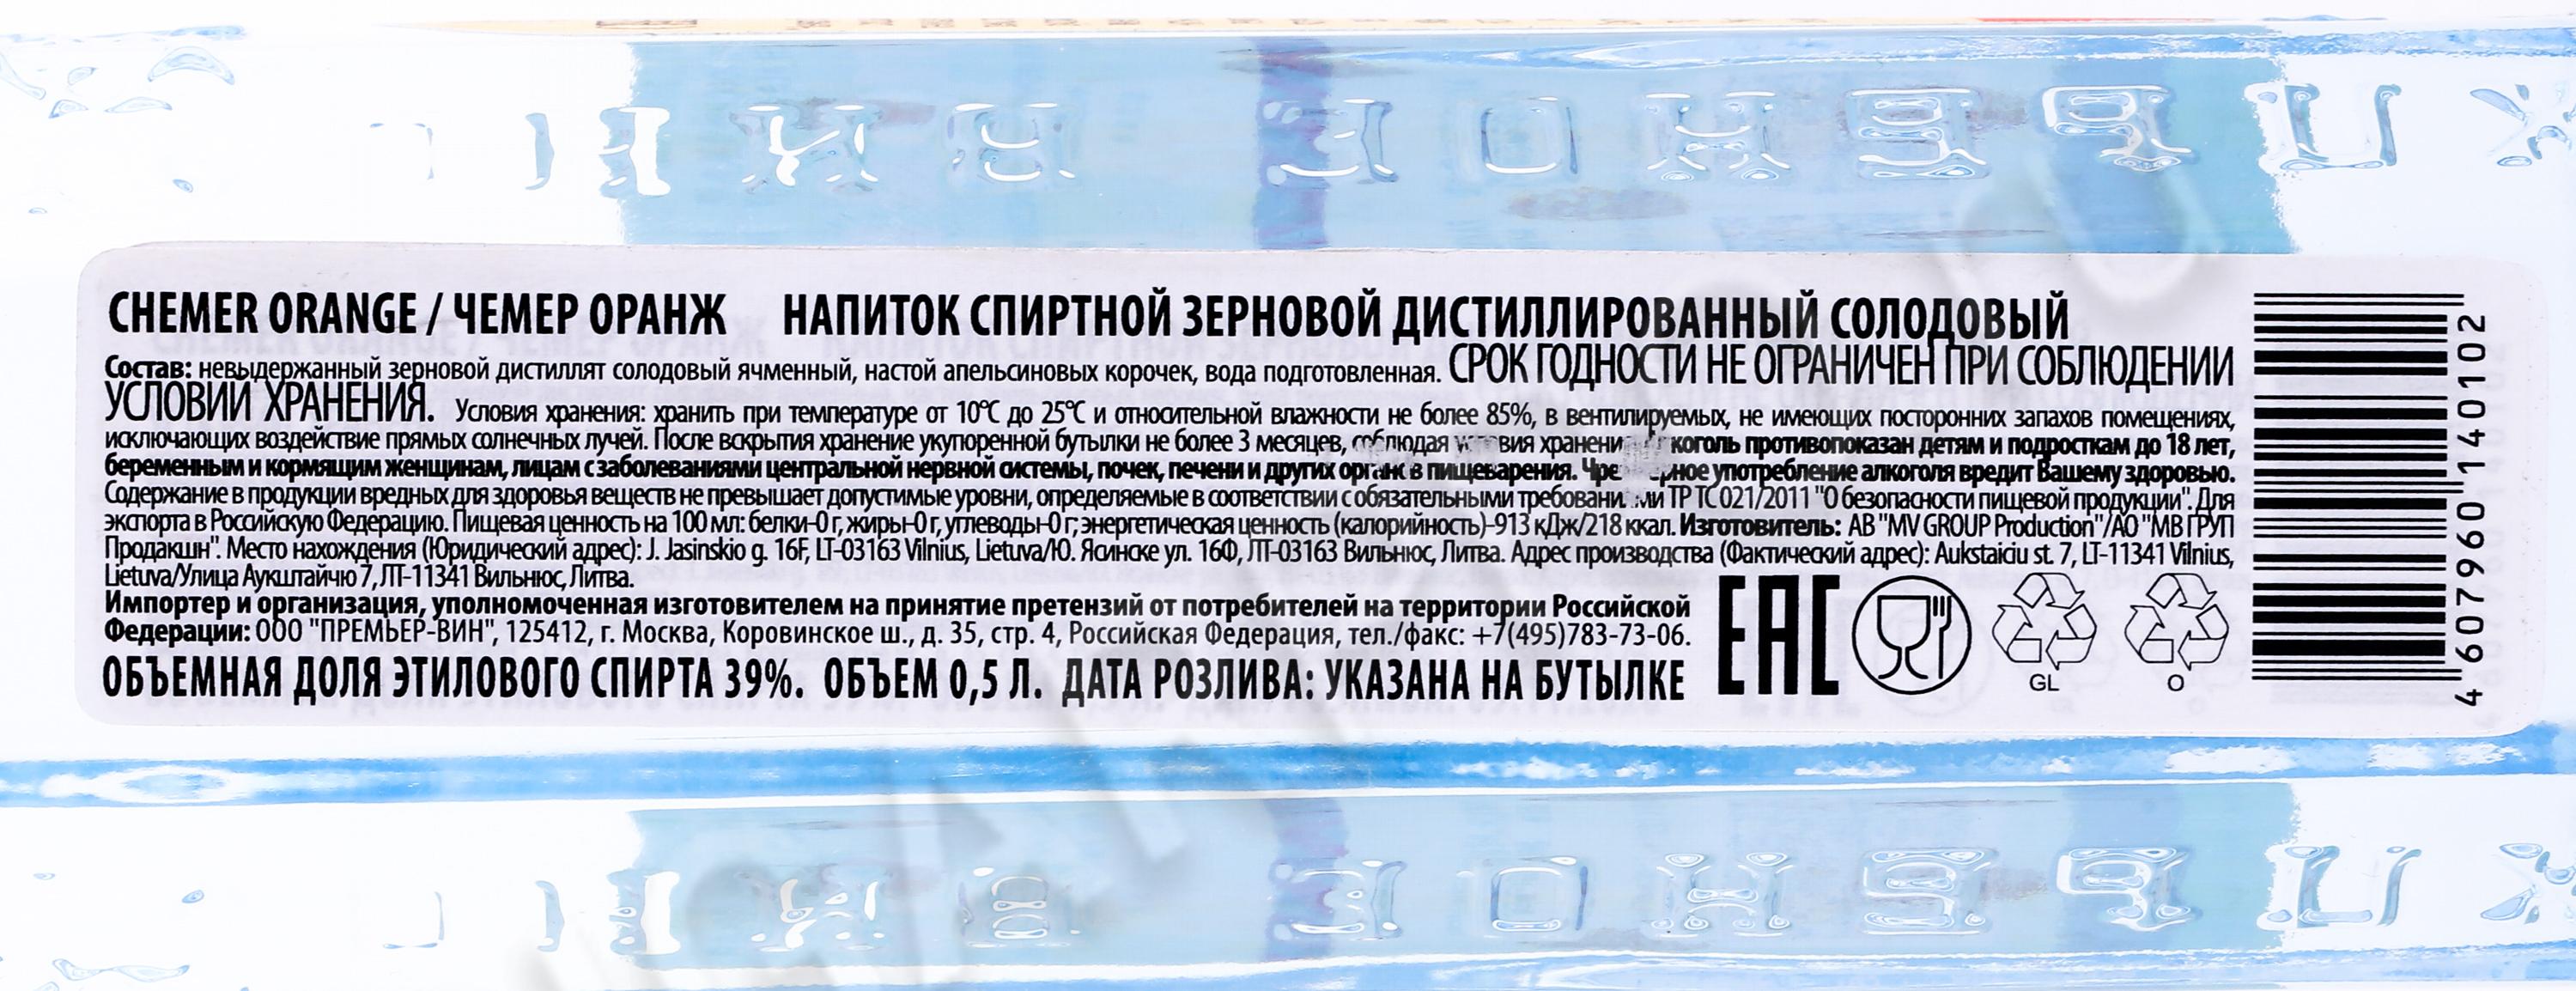 CHEMER ORANGE / ЧЕМЕР ОРАНЖ НАПИТОК СПИРТНОЙ ЗЕРНОВОЙ ДИСТИЛЛИРОВАННЫЙ СОЛОДОВЫЙ
Состав: невыдержанный зерновой дистиллят солодовый ячменный, настой апельсиновых корочек, вода подготовленная. СРОК ГОДНОСТИ НЕ ОГРАНИЧЕН ПРИ СОБЛЮДЕНИИ
УСЛОВИЙ ХРАНЕНИЯ. Условия хранения: хранить при температуре от 10°С до 25°С и относительной влажности не более 85%, в вентилируемых, не имеющих посторонних запахов помещениях,
исключающих воздействие прямых солнечных лучей. После вскрытия хранение укупоренной бутылки не более 3 месяцев, соблюдая противопоказан детям и подросткам до 18 лет,
беременным и кормящим женщинам, лицам с заболеваниями центральной нервной системы, почек, печени и других пищеварения. употребление алкоголя вредит Вашему здоровью.
Содержание в продукции вредных для здоровья веществ не превышает допустимые уровни, определяемые в соответствии с обязательными ТР ТС 021/2011 "О безопасности пищевой продукции". Для
экспорта в Российскую Федерацию. Пищевая ценность на 100 мл: белки-0 г, жиры-0 г, углеводы-0 г; энергетическая ценность (калорийность)-913 кДж/218 ккал. Изготовитель: AB "MV GROUP Production"/АО "МВ ГРУП
Продакшн". Место нахождения (Юридический адрес): J. Jasinskio g. 16F, LT-03163 Vilnius, Lietuva/Ю. Ясинске ул. 16Ф, ЛТ-03163 Вильнюс, Литва. Адрес производства (Фактический адрес): Aukstaiciu st. 7, LT-11341 Vilnius,
Lietuva/Улица Аукштайчю 7, ЛТ-11341 Вильнюс, Литва.
Импортер и организация, уполномоченная изготовителем на принятие претензий от потребителей на территории Российской
Федерации: ООО "ПРЕМЬЕР-ВИН", 125412, г. Москва, Коровинское ш., д. 35, стр. 4, Российская Федерация, тел./факс: +7(495)783-73-06.
ОБЪЕМНАЯ ДОЛЯ ЭТИЛОВОГО СПИРТА 39%. ОБЪЕМ 0,5 Л. ДАТА РОЗЛИВА: УКАЗАНА НА БУТЫЛКЕ
ЕАС
GL
O
4607960140102